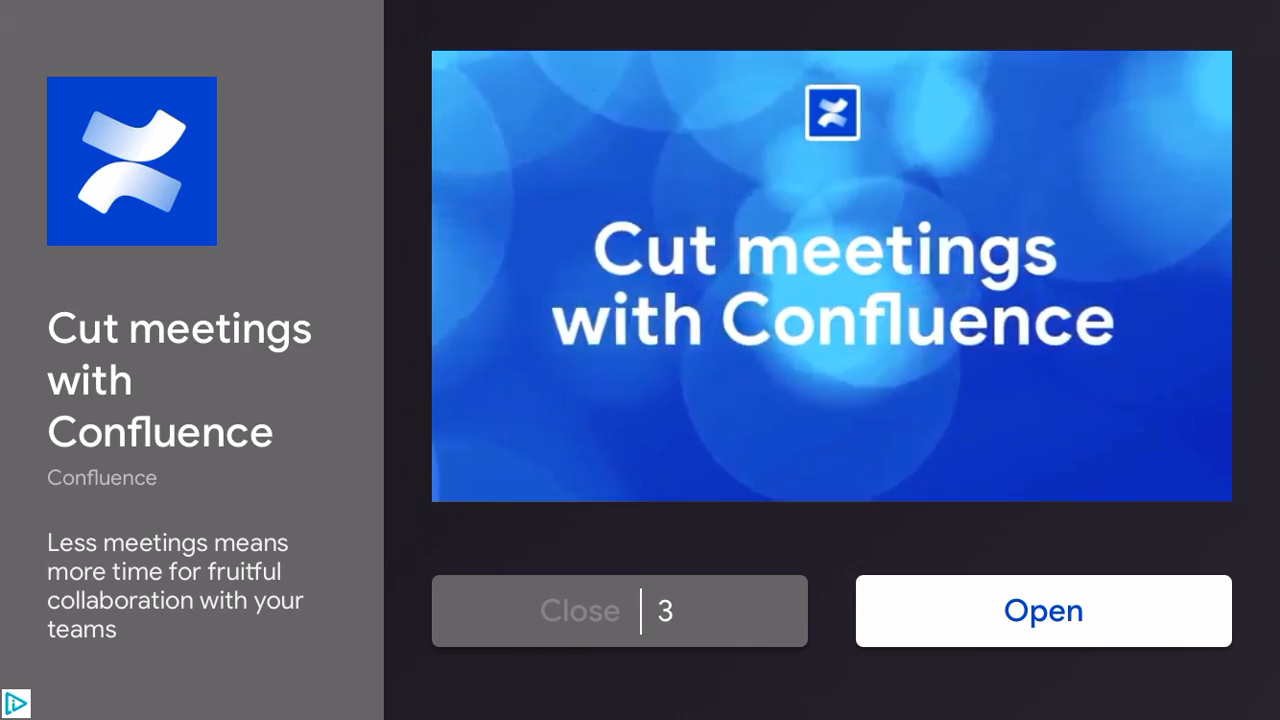 Cut meetings
with
Confluence
Confluence
Less meetings means
more time for fruitful
collaboration with your
teams
Cut meetings
with Confluence
Close
3
Open